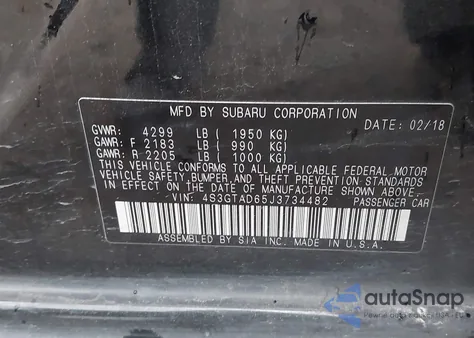 MFD BY SUBARU CORPORATION
GVWR: 4299 LB ( 1950 KG) DATE: 02/18
GAWR: F 2183 LB ( 990 KG)
GAWR: R 2205 LB ( 1000 KG)
THIS VEHICLE CONFORMS TO ALL APPLICABLE FEDERAL MOTOR
VEHICLE SAFETY, BUMPER, AND THEFT PREVENTION STANDARDS IN EFFECT ON
THE DATE OF MANUFACTURE SHOWN ABOVE.
VIN: 4S3GTAD65J3734482 PASSENGER CAR
ASSEMBLED BY SIA INC. MADE IN U.S.A.
autoSnap